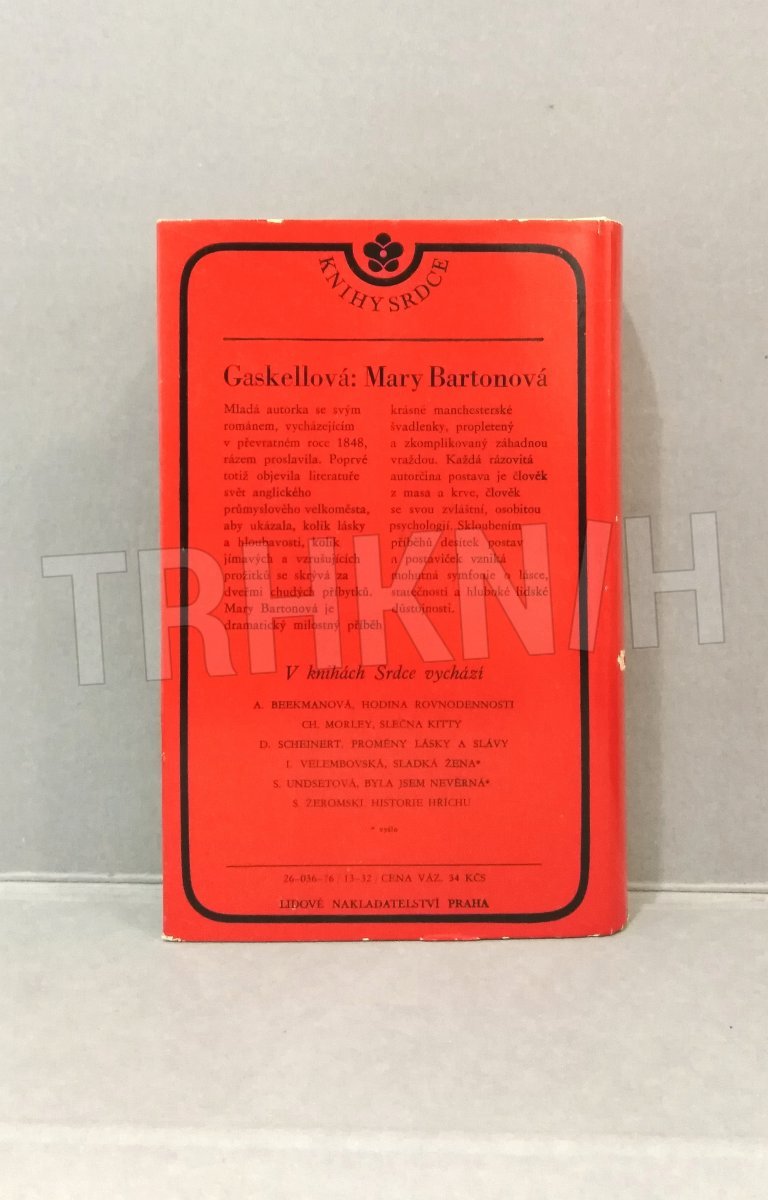 KNIHY SRDCE
Gaskellová: Mary Bartonová
Mladá autorka se svým
románem, vycházejícím
v převratném roce 1848,
rázem proslavila. Poprvé
totiž objevila literatuře
svět anglického
průmyslového velkoměsta,
aby ukázala, kolik lásky
a hloubavosti, kolik
jímavých a vzrušujících
prožitků se skrývá za
dveřmi chudých příbytků.
Mary Bartonová je
dramatický milostný příběh
krásné manchesterské
švadlenky, propletený
a zkomplikovaný záhadnou
vraždou. Každá rázovitá
autorčina postava je člověk
z masa a krve, člověk
se svou zvláštní, osobitou
psychologií. Skloubením
příběhů desítek postav
a postaviček vzniká
mohutná symfonie o lásce,
statečnosti a hluboké lidské
důstojnosti.
TRHKNIH
V knihách Srdce vychází
A. BEEKMANOVÁ, HODINA ROVNODENNOSTI
CH. MORLEY, SLEČNA KITTY
D. SCHEINERT, PROMĚNY LÁSKY A SLÁVY
I. VELEMBOVSKÁ, SLADKÁ ŽENA*
S. UNDSETOVÁ, BYLA JSEM NEVĚRNÁ*
S. ŻEROMSKI, HISTORIE HŘÍCHU
* vyšlo
26-036-76 / 13-32 / CENA VÁZ. 34 KČS
LIDOVÉ NAKLADATELSTVÍ PRAHA